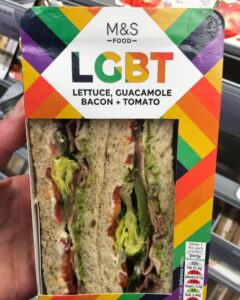 M&S
FOOD
LGBT
LETTUCE, GUACAMOLE
BACON + TOMATO